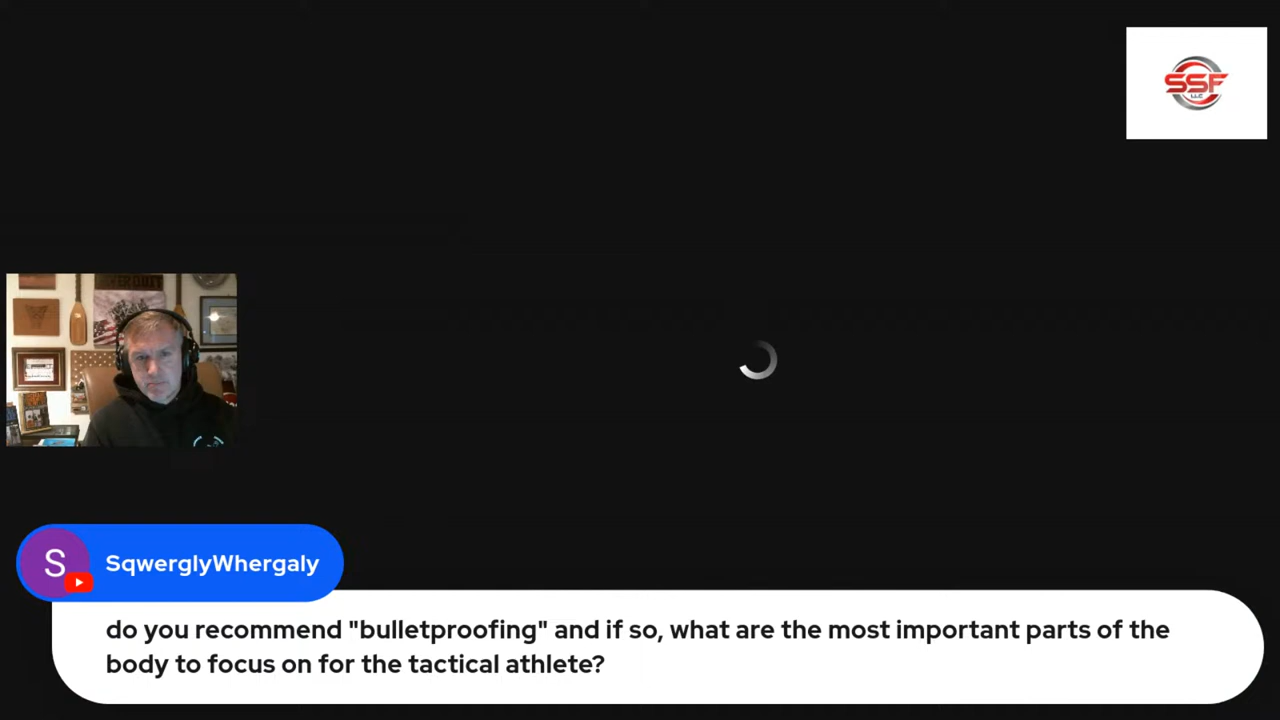 SSF
LLC
S
SqwerglyWhergaly
do you recommend "bulletproofing" and if so, what are the most important parts of the
body to focus on for the tactical athlete?